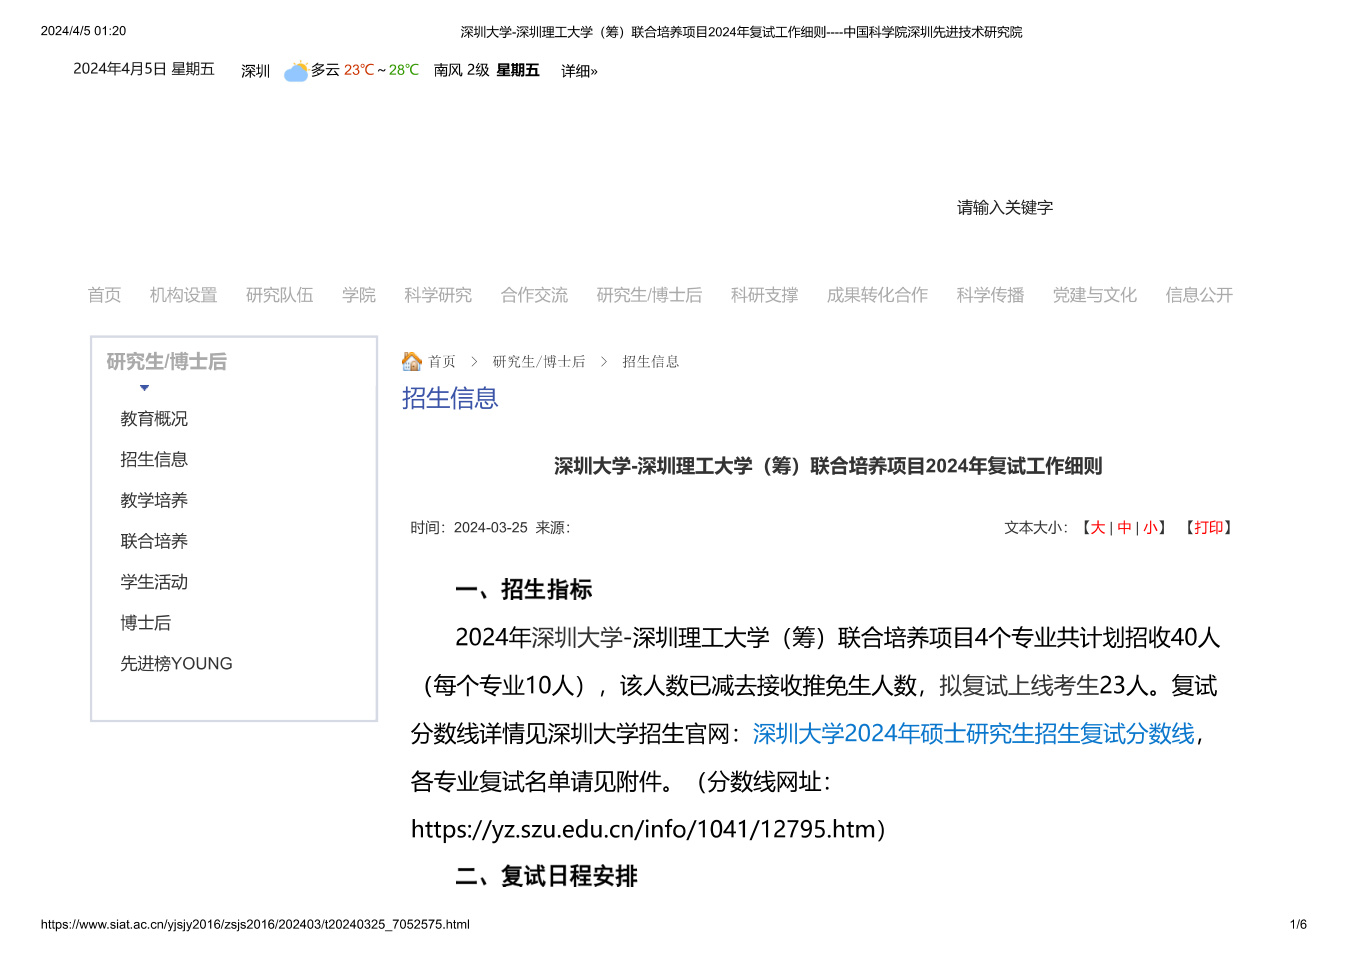 2024/4/5 01:20
深圳大学-深圳理工大学（筹）联合培养项目2024年复试工作细则----中国科学院深圳先进技术研究院
2024年4月5日 星期五 深圳 多云 23℃ ~ 28℃ 南风 2级 星期五 详细»
请输入关键字
首页 机构设置 研究队伍 学院 科学研究 合作交流 研究生/博士后 科研支撑 成果转化合作 科学传播 党建与文化 信息公开
研究生/博士后
教育概况
招生信息
教学培养
联合培养
学生活动
博士后
先进榜YOUNG
首页 > 研究生/博士后 > 招生信息
招生信息
深圳大学-深圳理工大学（筹）联合培养项目2024年复试工作细则
时间：2024-03-25 来源：
文本大小：【大 | 中 | 小】 【打印】
一、招生指标
2024年深圳大学-深圳理工大学（筹）联合培养项目4个专业共计划招收40人
（每个专业10人），该人数已减去接收推免生人数，拟复试上线考生23人。复试
分数线详情见深圳大学招生官网：深圳大学2024年硕士研究生招生复试分数线，
各专业复试名单请见附件。（分数线网址：
https://yz.szu.edu.cn/info/1041/12795.htm）
二、复试日程安排
https://www.siat.ac.cn/yjsjy2016/zsjs2016/202403/t20240325_7052575.html
1/6